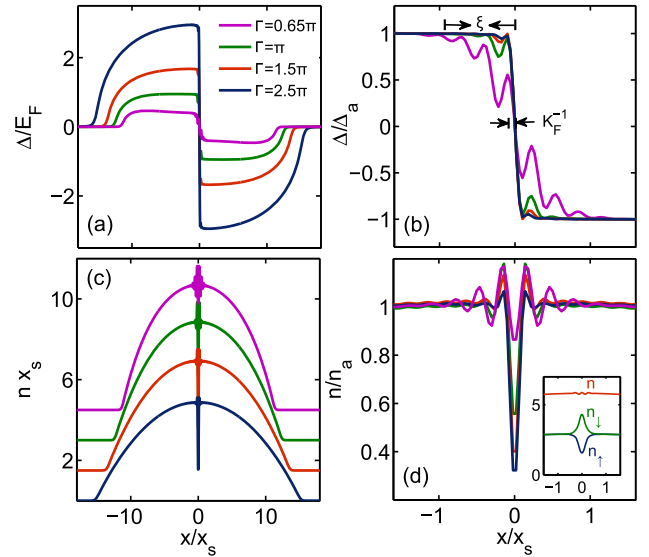 Δ/E_F
2
0
−2
(a)
Γ=0.65π
Γ=π
Γ=1.5π
Γ=2.5π
Δ/Δ_a
1
0.5
0
−0.5
−1
ξ
K_F^{-1}
(b)
−1 0 1
x/x_s
n x_s
10
6
2
(c)
−10 0 10
x/x_s
n/n_a
1
0.8
0.6
0.4
(d)
5
0
n
n_↓
n_↑
−1 0 1
−1 0 1
x/x_s